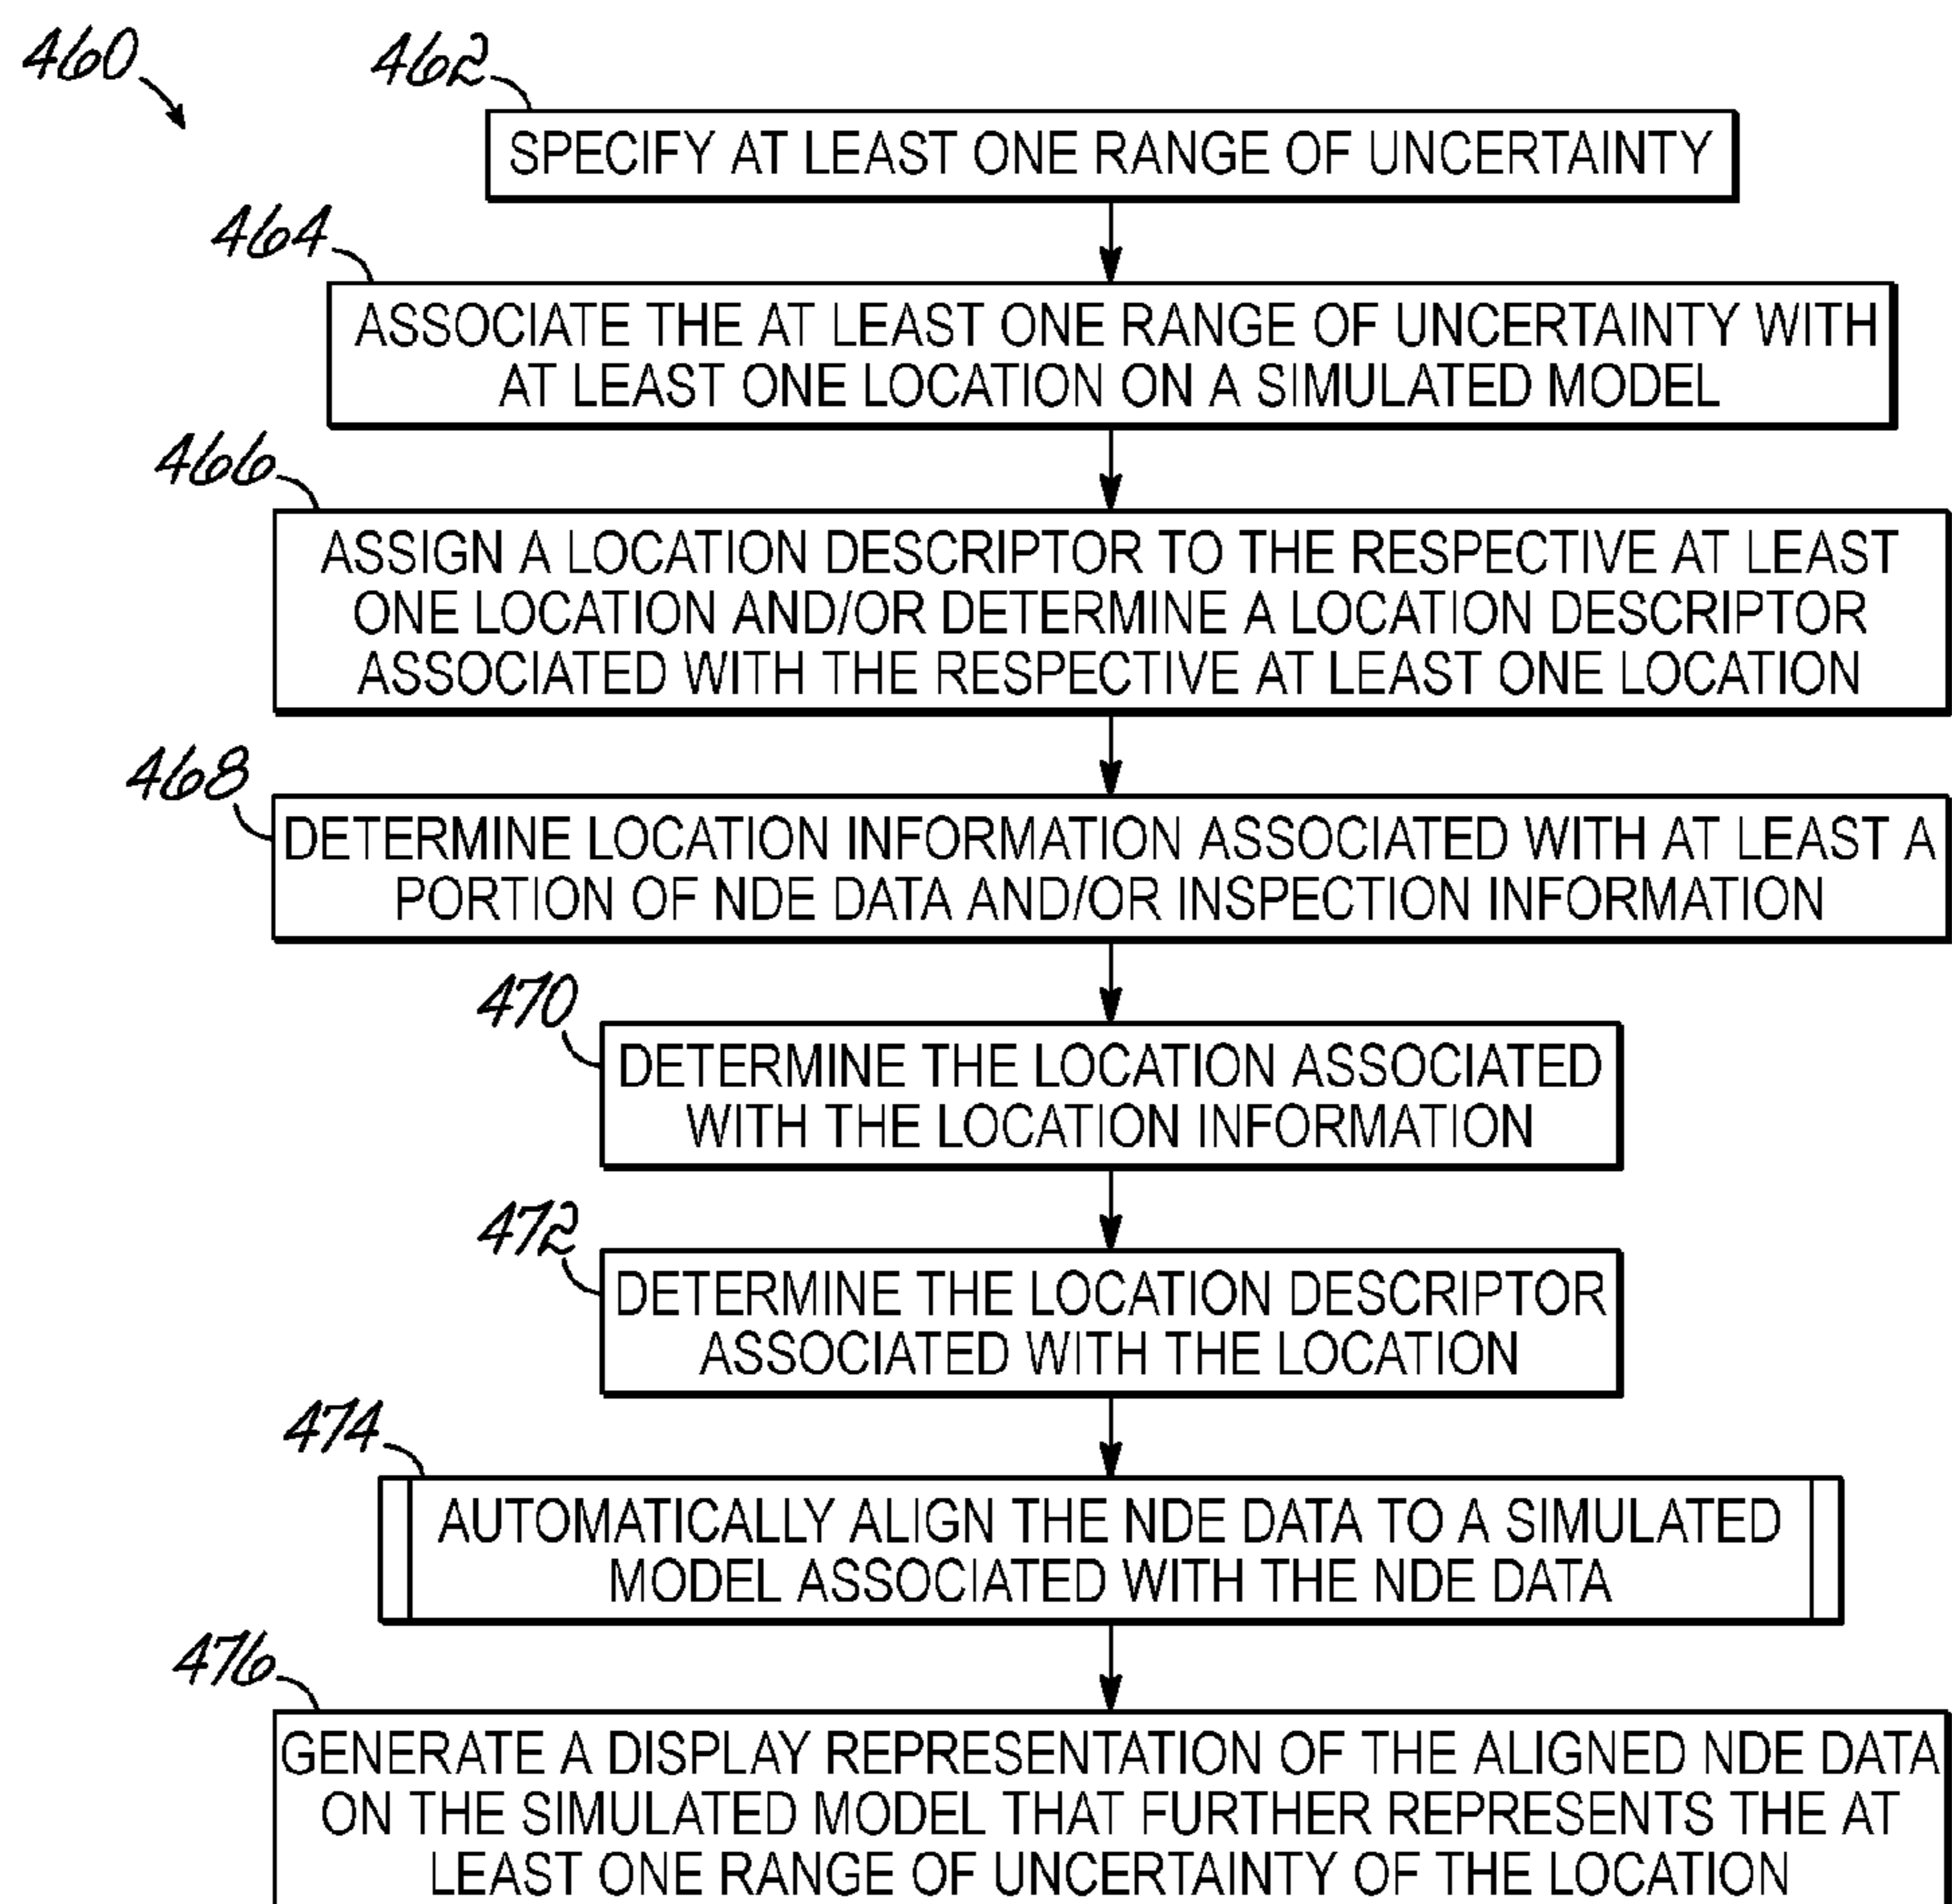 460
462
SPECIFY AT LEAST ONE RANGE OF UNCERTAINTY
464
ASSOCIATE THE AT LEAST ONE RANGE OF UNCERTAINTY WITH
AT LEAST ONE LOCATION ON A SIMULATED MODEL
466
ASSIGN A LOCATION DESCRIPTOR TO THE RESPECTIVE AT LEAST
ONE LOCATION AND/OR DETERMINE A LOCATION DESCRIPTOR
ASSOCIATED WITH THE RESPECTIVE AT LEAST ONE LOCATION
468
DETERMINE LOCATION INFORMATION ASSOCIATED WITH AT LEAST A
PORTION OF NDE DATA AND/OR INSPECTION INFORMATION
470
DETERMINE THE LOCATION ASSOCIATED
WITH THE LOCATION INFORMATION
472
DETERMINE THE LOCATION DESCRIPTOR
ASSOCIATED WITH THE LOCATION
474
AUTOMATICALLY ALIGN THE NDE DATA TO A SIMULATED
MODEL ASSOCIATED WITH THE NDE DATA
476
GENERATE A DISPLAY REPRESENTATION OF THE ALIGNED NDE DATA
ON THE SIMULATED MODEL THAT FURTHER REPRESENTS THE AT
LEAST ONE RANGE OF UNCERTAINTY OF THE LOCATION